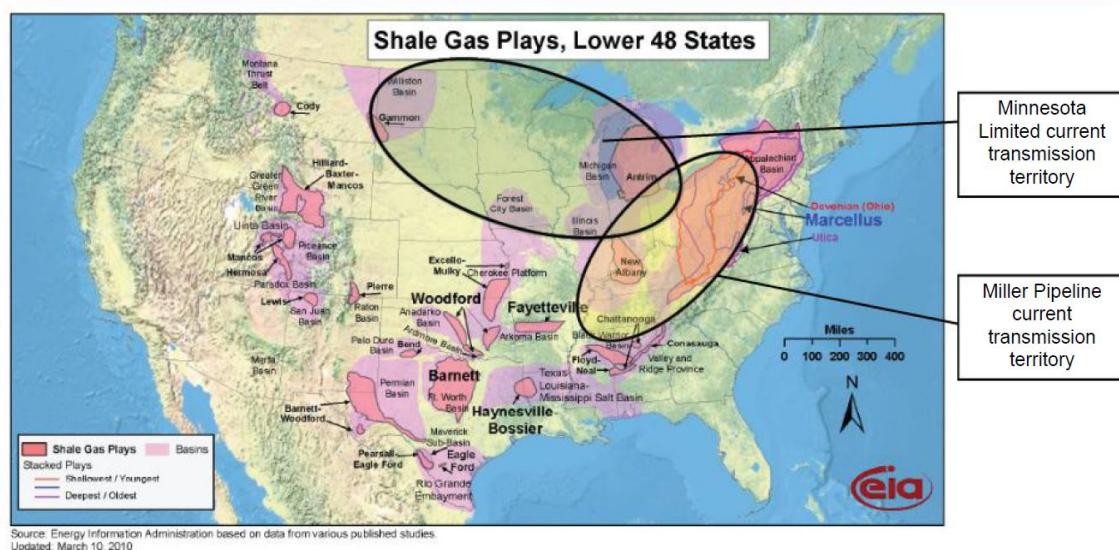 Shale Gas Plays, Lower 48 States
Montana
Thrust
Belt
Cody
Williston
Basin
Gammon
Hilliard-
Baxter-
Mancos
Greater
Green
River
Basin
Uinta Basin
Mancos
Piceance
Basin
Hermosa
Paradox Basin
Lewis
San Juan
Basin
Pierre
Raton
Basin
Forest
City Basin
Excello-
Mulky
Cherokee Platform
Michigan
Basin
Antrim
Illinois
Basin
New
Albany
Appalachian
Basin
Devonian (Ohio)
Marcellus
Utica
Woodford
Anadarko
Basin
Ardmore Basin
Palo Duro
Basin
Bend
Fayetteville
Arkoma Basin
Chattanooga
Black Warrior
Basin
Floyd-
Neal
Conasauga
Valley and
Ridge Province
Marfa
Basin
Permian
Basin
Barnett
Ft. Worth
Basin
Barnett-
Woodford
Texas
Louisiana-
Mississippi Salt Basin
Haynesville
Bossier
Maverick
Sub-Basin
Pearsall-
Eagle Ford
Eagle
Ford
Rio Grande
Embayment
Miles
0 100 200 300 400
N
eia
Shale Gas Plays
Basins
Stacked Plays
Shallowest / Youngest
Deepest / Oldest
Minnesota
Limited current
transmission
territory
Miller Pipeline
current
transmission
territory
Source: Energy Information Administration based on data from various published studies.
Updated: March 10, 2010